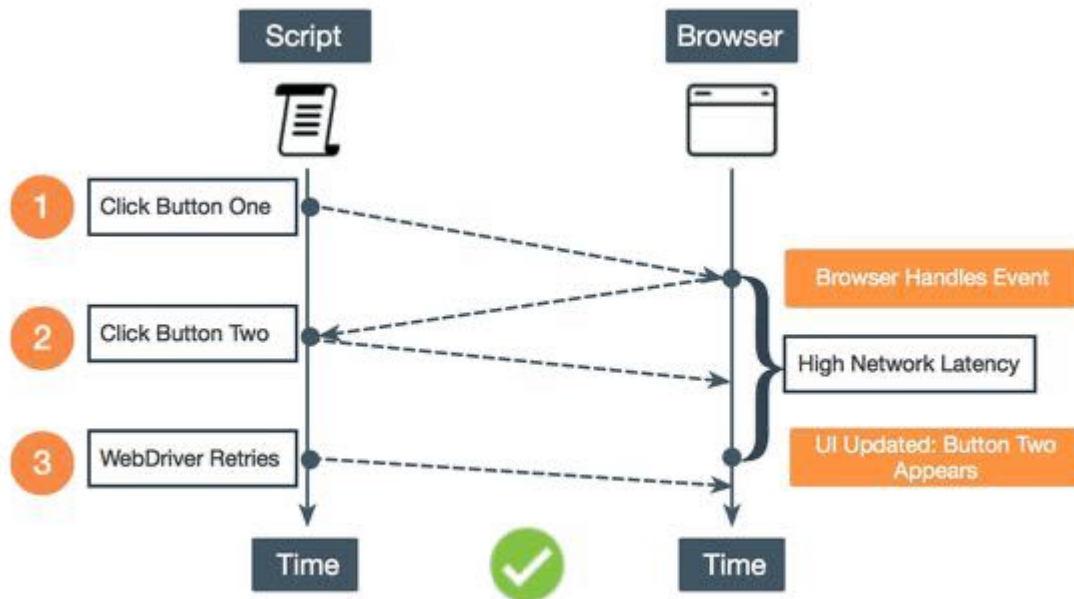 Script
Browser
1
Click Button One
Browser Handles Event
2
Click Button Two
High Network Latency
3
WebDriver Retries
UI Updated: Button Two
Appears
Time
Time